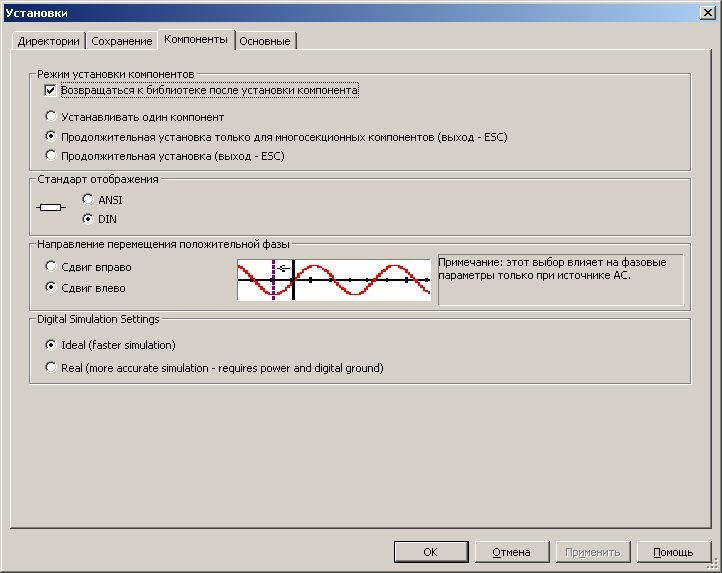 Установки
Директории Сохранение Компоненты Основные
Режим установки компонентов
Возвращаться к библиотеке после установки компонента
Устанавливать один компонент
Продолжительная установка только для многосекционных компонентов (выход - ESC)
Продолжительная установка (выход - ESC)
Стандарт отображения
ANSI
DIN
Направление перемещения положительной фазы
Сдвиг вправо
Сдвиг влево
Примечание: этот выбор влияет на фазовые
параметры только при источнике AC.
Digital Simulation Settings
Ideal (faster simulation)
Real (more accurate simulation - requires power and digital ground)
OK Отмена Применить Помощь